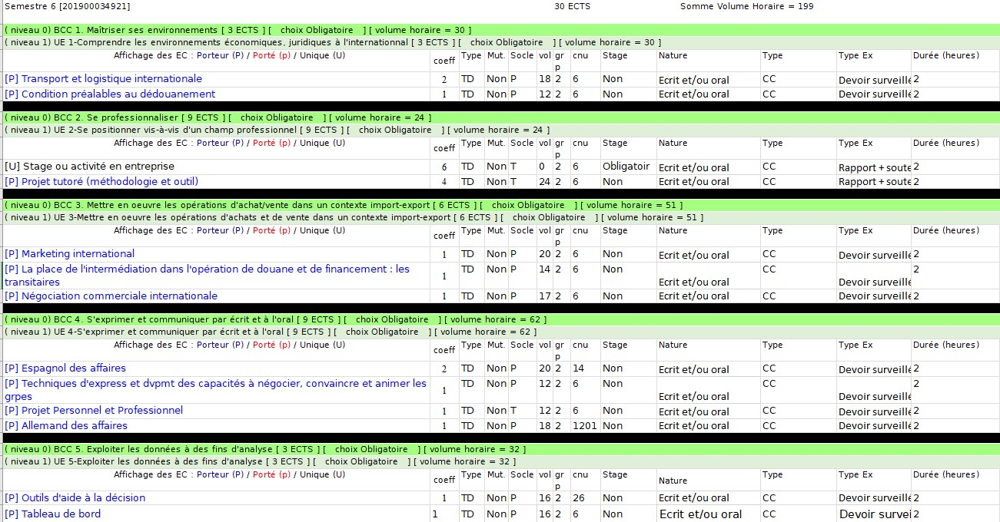 Semestre 6 [201900034921] 30 ECTS Somme Volume Horaire = 199
( niveau 0) BCC 1. Maîtriser ses environnements [ 3 ECTS ] [ choix Obligatoire ] [ volume horaire = 30 ]
( niveau 1) UE 1-Comprendre les environnements économiques, juridiques à l'internationnal [ 3 ECTS ] [ choix Obligatoire ] [ volume horaire = 30 ]
Affichage des EC : Porteur (P) / Porté (p) / Unique (U) coeff Type Mut. Socle vol grp cnu Stage Nature Type Type Ex Durée (heures)
[P] Transport et logistique internationale 2 TD Non P 18 2 6 Non Ecrit et/ou oral CC Devoir surveillé 2
[P] Condition préalables au dédouanement 1 TD Non P 12 2 6 Non Ecrit et/ou oral CC Devoir surveillé 2
( niveau 0) BCC 2. Se professionnaliser [ 9 ECTS ] [ choix Obligatoire ] [ volume horaire = 24 ]
( niveau 1) UE 2-Se positionner vis-à-vis d'un champ professionnel [ 9 ECTS ] [ choix Obligatoire ] [ volume horaire = 24 ]
Affichage des EC : Porteur (P) / Porté (p) / Unique (U) coeff Type Mut. Socle vol grp cnu Stage Nature Type Type Ex Durée (heures)
[U] Stage ou activité en entreprise 6 TD Non T 0 2 6 Obligatoir Ecrit et/ou oral CC Rapport + soute 2
[P] Projet tutoré (méthodologie et outil) 4 TD Non T 24 2 6 Non Ecrit et/ou oral CC Rapport + soute 2
( niveau 0) BCC 3. Mettre en oeuvre les opérations d'achat/vente dans un contexte import-export [ 6 ECTS ] [ choix Obligatoire ] [ volume horaire = 51 ]
( niveau 1) UE 3-Mettre en oeuvre les opérations d'achats et de vente dans un contexte import-export [ 6 ECTS ] [ choix Obligatoire ] [ volume horaire = 51 ]
Affichage des EC : Porteur (P) / Porté (p) / Unique (U) coeff Type Mut. Socle vol grp cnu Stage Nature Type Type Ex Durée (heures)
[P] Marketing international 1 TD Non P 20 2 6 Non Ecrit et/ou oral CC Devoir surveillé 2
[P] La place de l'intermédiation dans l'opération de douane et de financement : les
transitaires 1 TD Non P 14 2 6 Non Ecrit et/ou oral CC Devoir surveillé 2
[P] Négociation commerciale internationale 1 TD Non P 17 2 6 Non Ecrit et/ou oral CC Devoir surveillé 2
( niveau 0) BCC 4. S'exprimer et communiquer par écrit et à l'oral [ 9 ECTS ] [ choix Obligatoire ] [ volume horaire = 62 ]
( niveau 1) UE 4-S'exprimer et communiquer par écrit et à l'oral [ 9 ECTS ] [ choix Obligatoire ] [ volume horaire = 62 ]
Affichage des EC : Porteur (P) / Porté (p) / Unique (U) coeff Type Mut. Socle vol grp cnu Stage Nature Type Type Ex Durée (heures)
[P] Espagnol des affaires 2 TD Non P 20 2 14 Non Ecrit et/ou oral CC Devoir surveillé 2
[P] Techniques d'express et dvpmt des capacités à négocier, convaincre et animer les
grpes 1 TD Non P 12 2 6 Non Ecrit et/ou oral CC Devoir surveillé 2
[P] Projet Personnel et Professionnel 1 TD Non T 12 2 6 Non Ecrit et/ou oral CC Devoir surveillé 2
[P] Allemand des affaires 1 TD Non P 18 2 1201 Non Ecrit et/ou oral CC Devoir surveillé 2
( niveau 0) BCC 5. Exploiter les données à des fins d'analyse [ 3 ECTS ] [ choix Obligatoire ] [ volume horaire = 32 ]
( niveau 1) UE 5-Exploiter les données à des fins d'analyse [ 3 ECTS ] [ choix Obligatoire ] [ volume horaire = 32 ]
Affichage des EC : Porteur (P) / Porté (p) / Unique (U) coeff Type Mut. Socle vol grp cnu Stage Nature Type Type Ex Durée (heures)
[P] Outils d'aide à la décision 1 TD Non P 16 2 26 Non Ecrit et/ou oral CC Devoir surveillé 2
[P] Tableau de bord 1 TD Non P 16 2 6 Non Ecrit et/ou oral CC Devoir survei 2